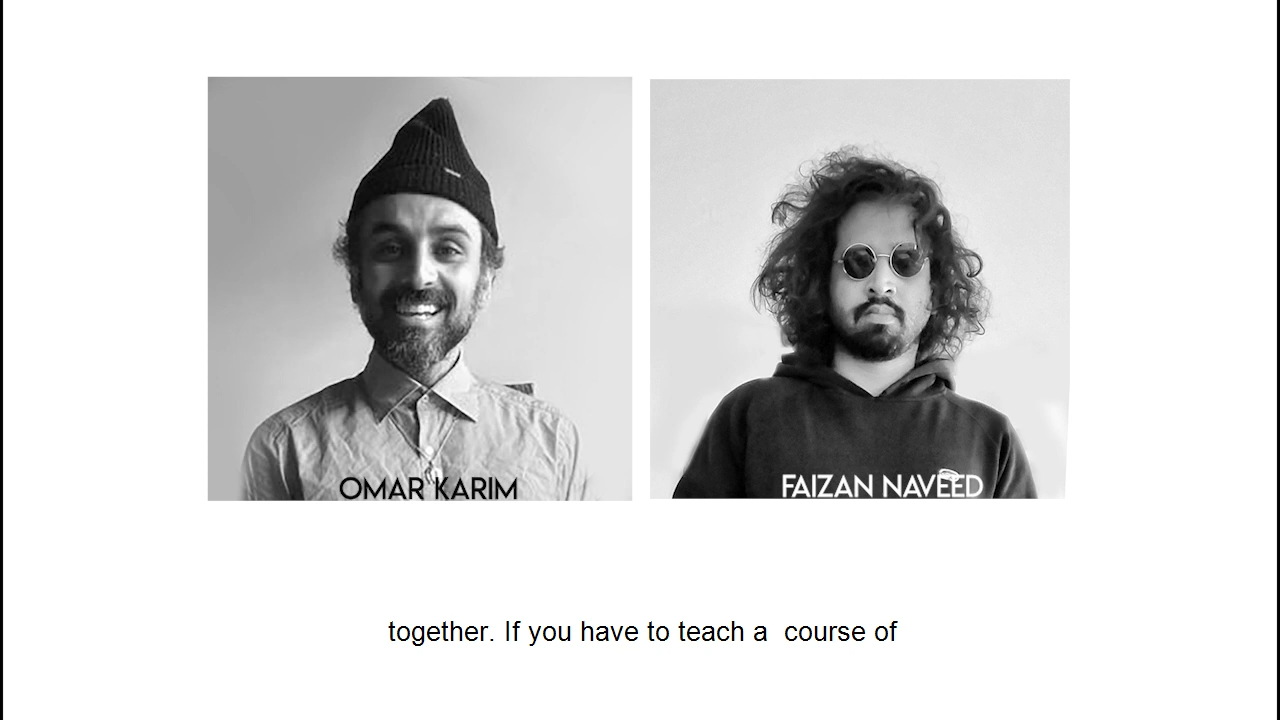 OMAR KARIM
FAIZAN NAVEED
together. If you have to teach a  course of